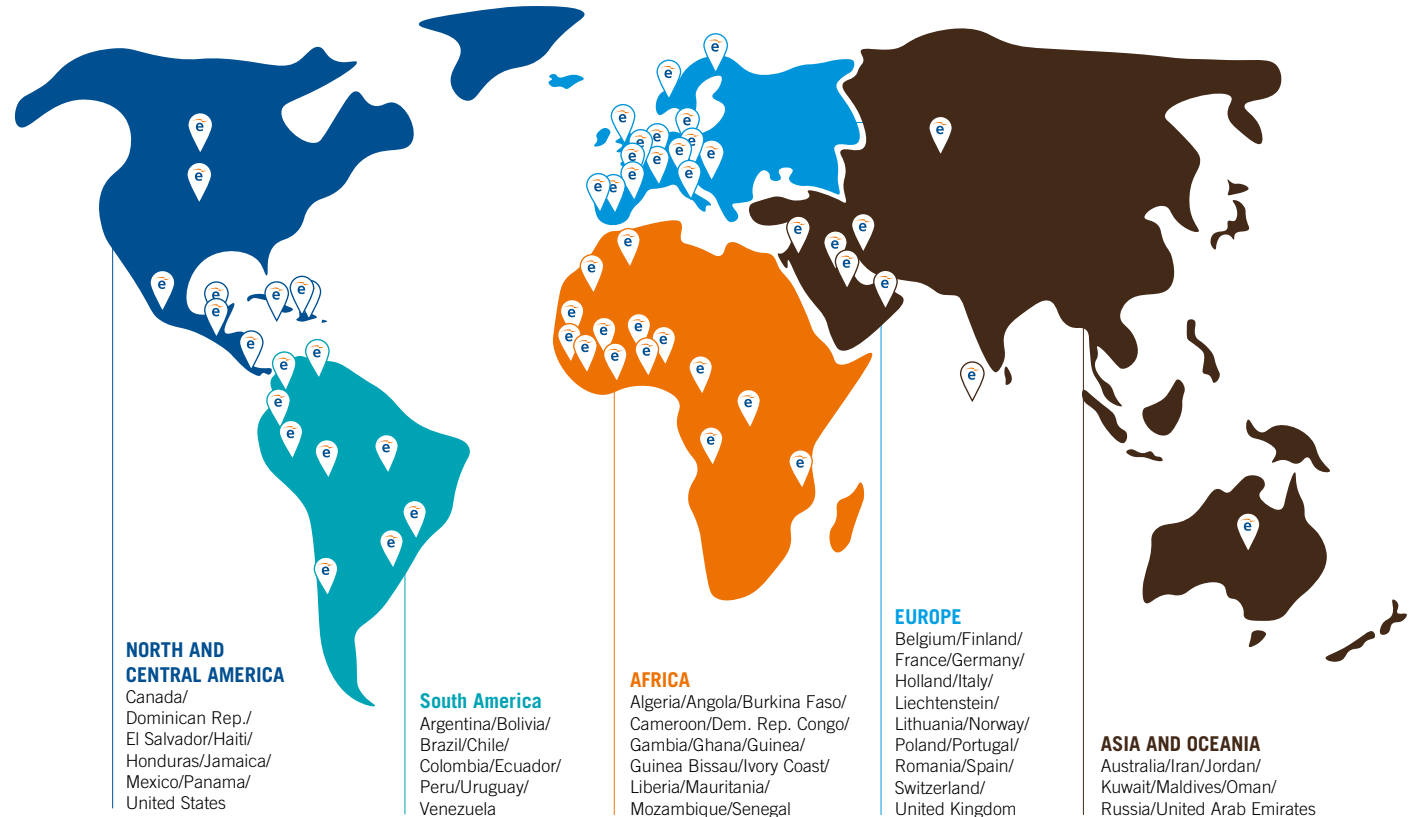 NORTH AND
CENTRAL AMERICA
Canada/
Dominican Rep./
El Salvador/Haiti/
Honduras/Jamaica/
Mexico/Panama/
United States
South America
Argentina/Bolivia/
Brazil/Chile/
Colombia/Ecuador/
Peru/Uruguay/
Venezuela
AFRICA
Algeria/Angola/Burkina Faso/
Cameroon/Dem. Rep. Congo/
Gambia/Ghana/Guinea/
Guinea Bissau/Ivory Coast/
Liberia/Mauritania/
Mozambique/Senegal
EUROPE
Belgium/Finland/
France/Germany/
Holland/Italy/
Liechtenstein/
Lithuania/Norway/
Poland/Portugal/
Romania/Spain/
Switzerland/
United Kingdom
ASIA AND OCEANIA
Australia/Iran/Jordan/
Kuwait/Maldives/Oman/
Russia/United Arab Emirates